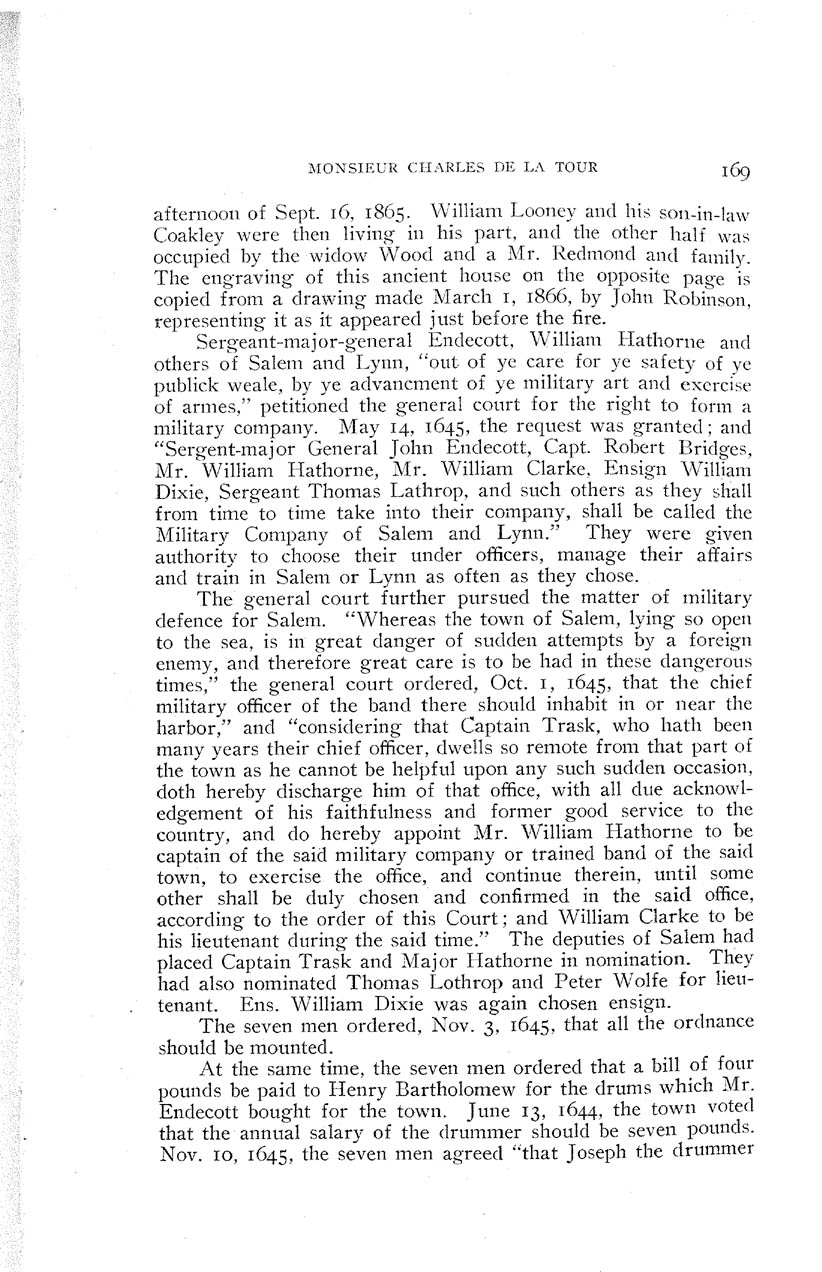 MONSIEUR CHARLES DE LA TOUR 169
afternoon of Sept. 16, 1865. William Looney and his son-in-law
Coakley were then living in his part, and the other half was
occupied by the widow Wood and a Mr. Redmond and family.
The engraving of this ancient house on the opposite page is
copied from a drawing made March 1, 1866, by John Robinson,
representing it as it appeared just before the fire.
Sergeant-major-general Endecott, William Hathorne and
others of Salem and Lynn, "out of ye care for ye safety of ye
publick weale, by ye advancment of ye military art and exercise
of armes," petitioned the general court for the right to form a
military company. May 14, 1645, the request was granted; and
"Sergent-major General John Endecott, Capt. Robert Bridges,
Mr. William Hathorne, Mr. William Clarke, Ensign William
Dixie, Sergeant Thomas Lathrop, and such others as they shall
from time to time take into their company, shall be called the
Military Company of Salem and Lynn." They were given
authority to choose their under officers, manage their affairs
and train in Salem or Lynn as often as they chose.
The general court further pursued the matter of military
defence for Salem. "Whereas the town of Salem, lying so open
to the sea, is in great danger of sudden attempts by a foreign
enemy, and therefore great care is to be had in these dangerous
times," the general court ordered, Oct. 1, 1645, that the chief
military officer of the band there should inhabit in or near the
harbor," and "considering that Captain Trask, who hath been
many years their chief officer, dwells so remote from that part of
the town as he cannot be helpful upon any such sudden occasion,
doth hereby discharge him of that office, with all due acknowl-
edgement of his faithfulness and former good service to the
country, and do hereby appoint Mr. William Hathorne to be
captain of the said military company or trained band of the said
town, to exercise the office, and continue therein, until some
other shall be duly chosen and confirmed in the said office,
according to the order of this Court; and William Clarke to be
his lieutenant during the said time." The deputies of Salem had
placed Captain Trask and Major Hathorne in nomination. They
had also nominated Thomas Lothrop and Peter Wolfe for lieu-
tenant. Ens. William Dixie was again chosen ensign.
The seven men ordered, Nov. 3, 1645, that all the ordnance
should be mounted.
At the same time, the seven men ordered that a bill of four
pounds be paid to Henry Bartholomew for the drums which Mr.
Endecott bought for the town. June 13, 1644, the town voted
that the annual salary of the drummer should be seven pounds.
Nov. 10, 1645, the seven men agreed "that Joseph the drummer